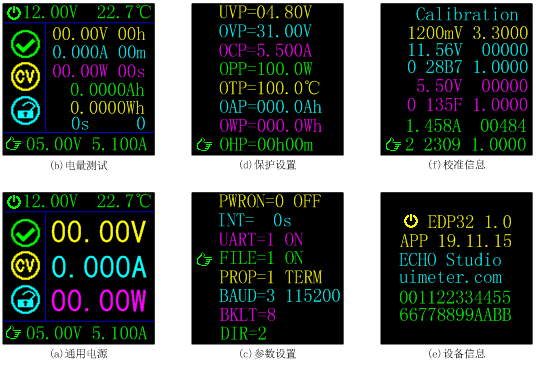 12.00V 22.7℃
00.00V 00h
0.000A 00m
00.00W 00s
0.0000Ah
CV
0.0000Wh
0s 0
05.00V 5.100A
(b)电量测试
UVP=04.80V
OVP=31.00V
OCP=5.500A
OPP=100.0W
OTP=100.0℃
OAP=000.0Ah
OWP=000.0Wh
OHP=00h00m
(d)保护设置
Calibration
1200mV 3.3000
11.56V 00000
0 28B7 1.0000
5.50V 00000
0 135F 1.0000
1.458A 00484
2 2309 1.0000
(f)校准信息
12.00V 22.7℃
00.00V
CV
0.000A
00.00W
05.00V 5.100A
(a)通用电源
PWRON=0 OFF
INT= 0s
UART=1 ON
FILE=1 ON
PROP=1 TERM
BAUD=3 115200
BKLT=8
DIR=2
(c)参数设置
EDP32 1.0
APP 19.11.15
ECHO Studio
uimeter.com
001122334455
66778899AABB
(e)设备信息